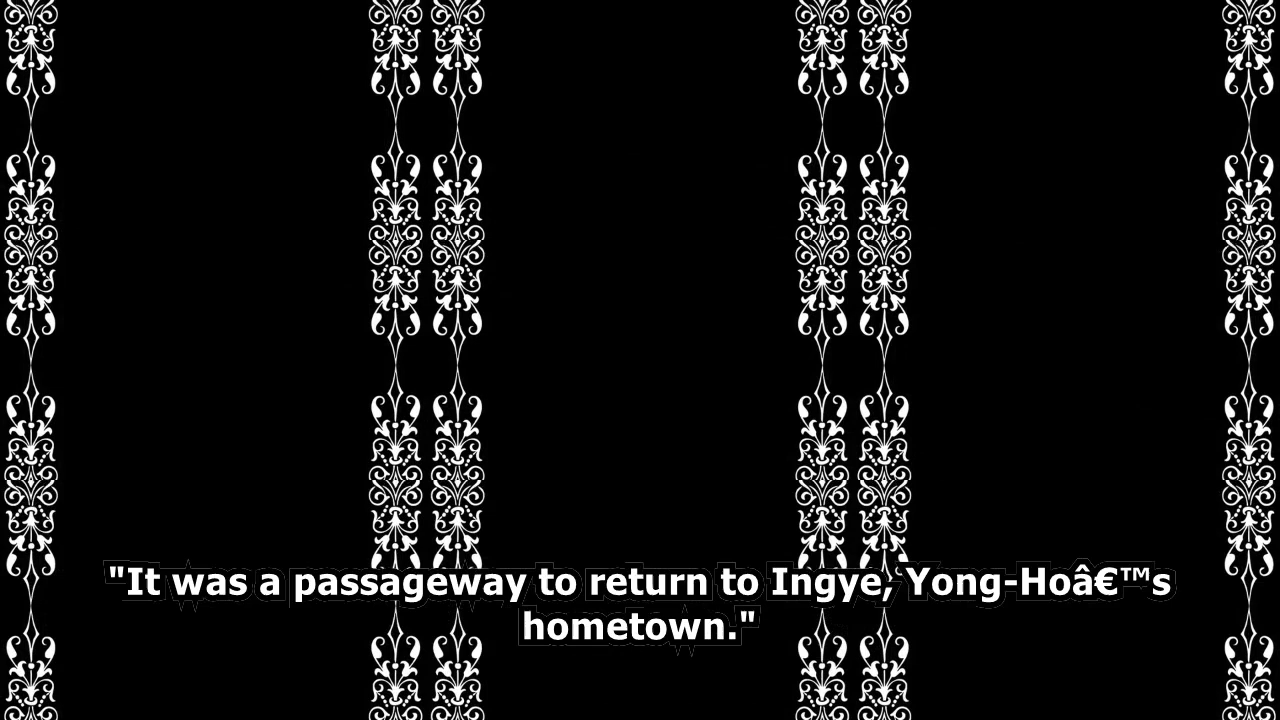 "It was a passageway to return to Ingye, Yong-Hoâ€™s
hometown."